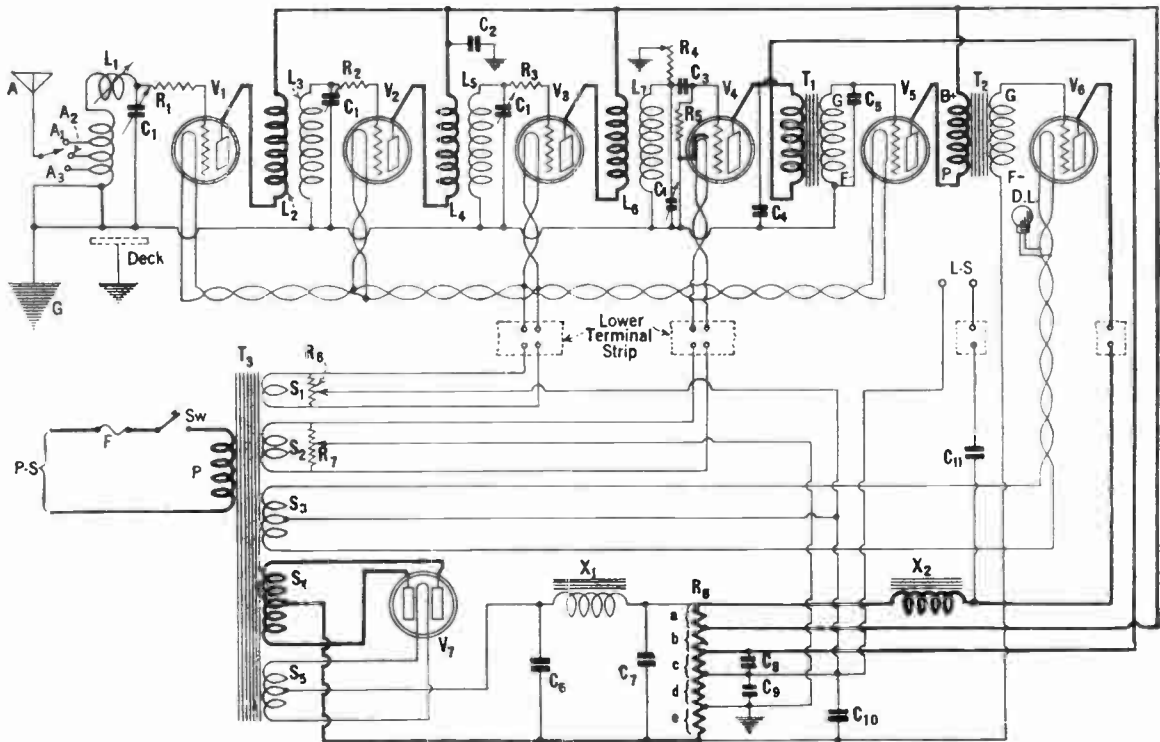 A
A1
A2
A3
L1
R1
C1
V1
Deck
G
L3
L2
R2
C1
V2
C2
L5
L4
R3
C1
V3
R4
C3
L7
R5
L6
C1
V4
C4
T1
G
C5
F
V5
B+
P
T2
G
F-
V6
D.L.
L-S
Lower
Terminal
Strip
T3
R6
S1
S2
R7
S3
P-S
F
Sw
P
S4
S5
V7
X1
C6
C7
R8
a
b
c
d
e
C8
C9
C10
X2
C11